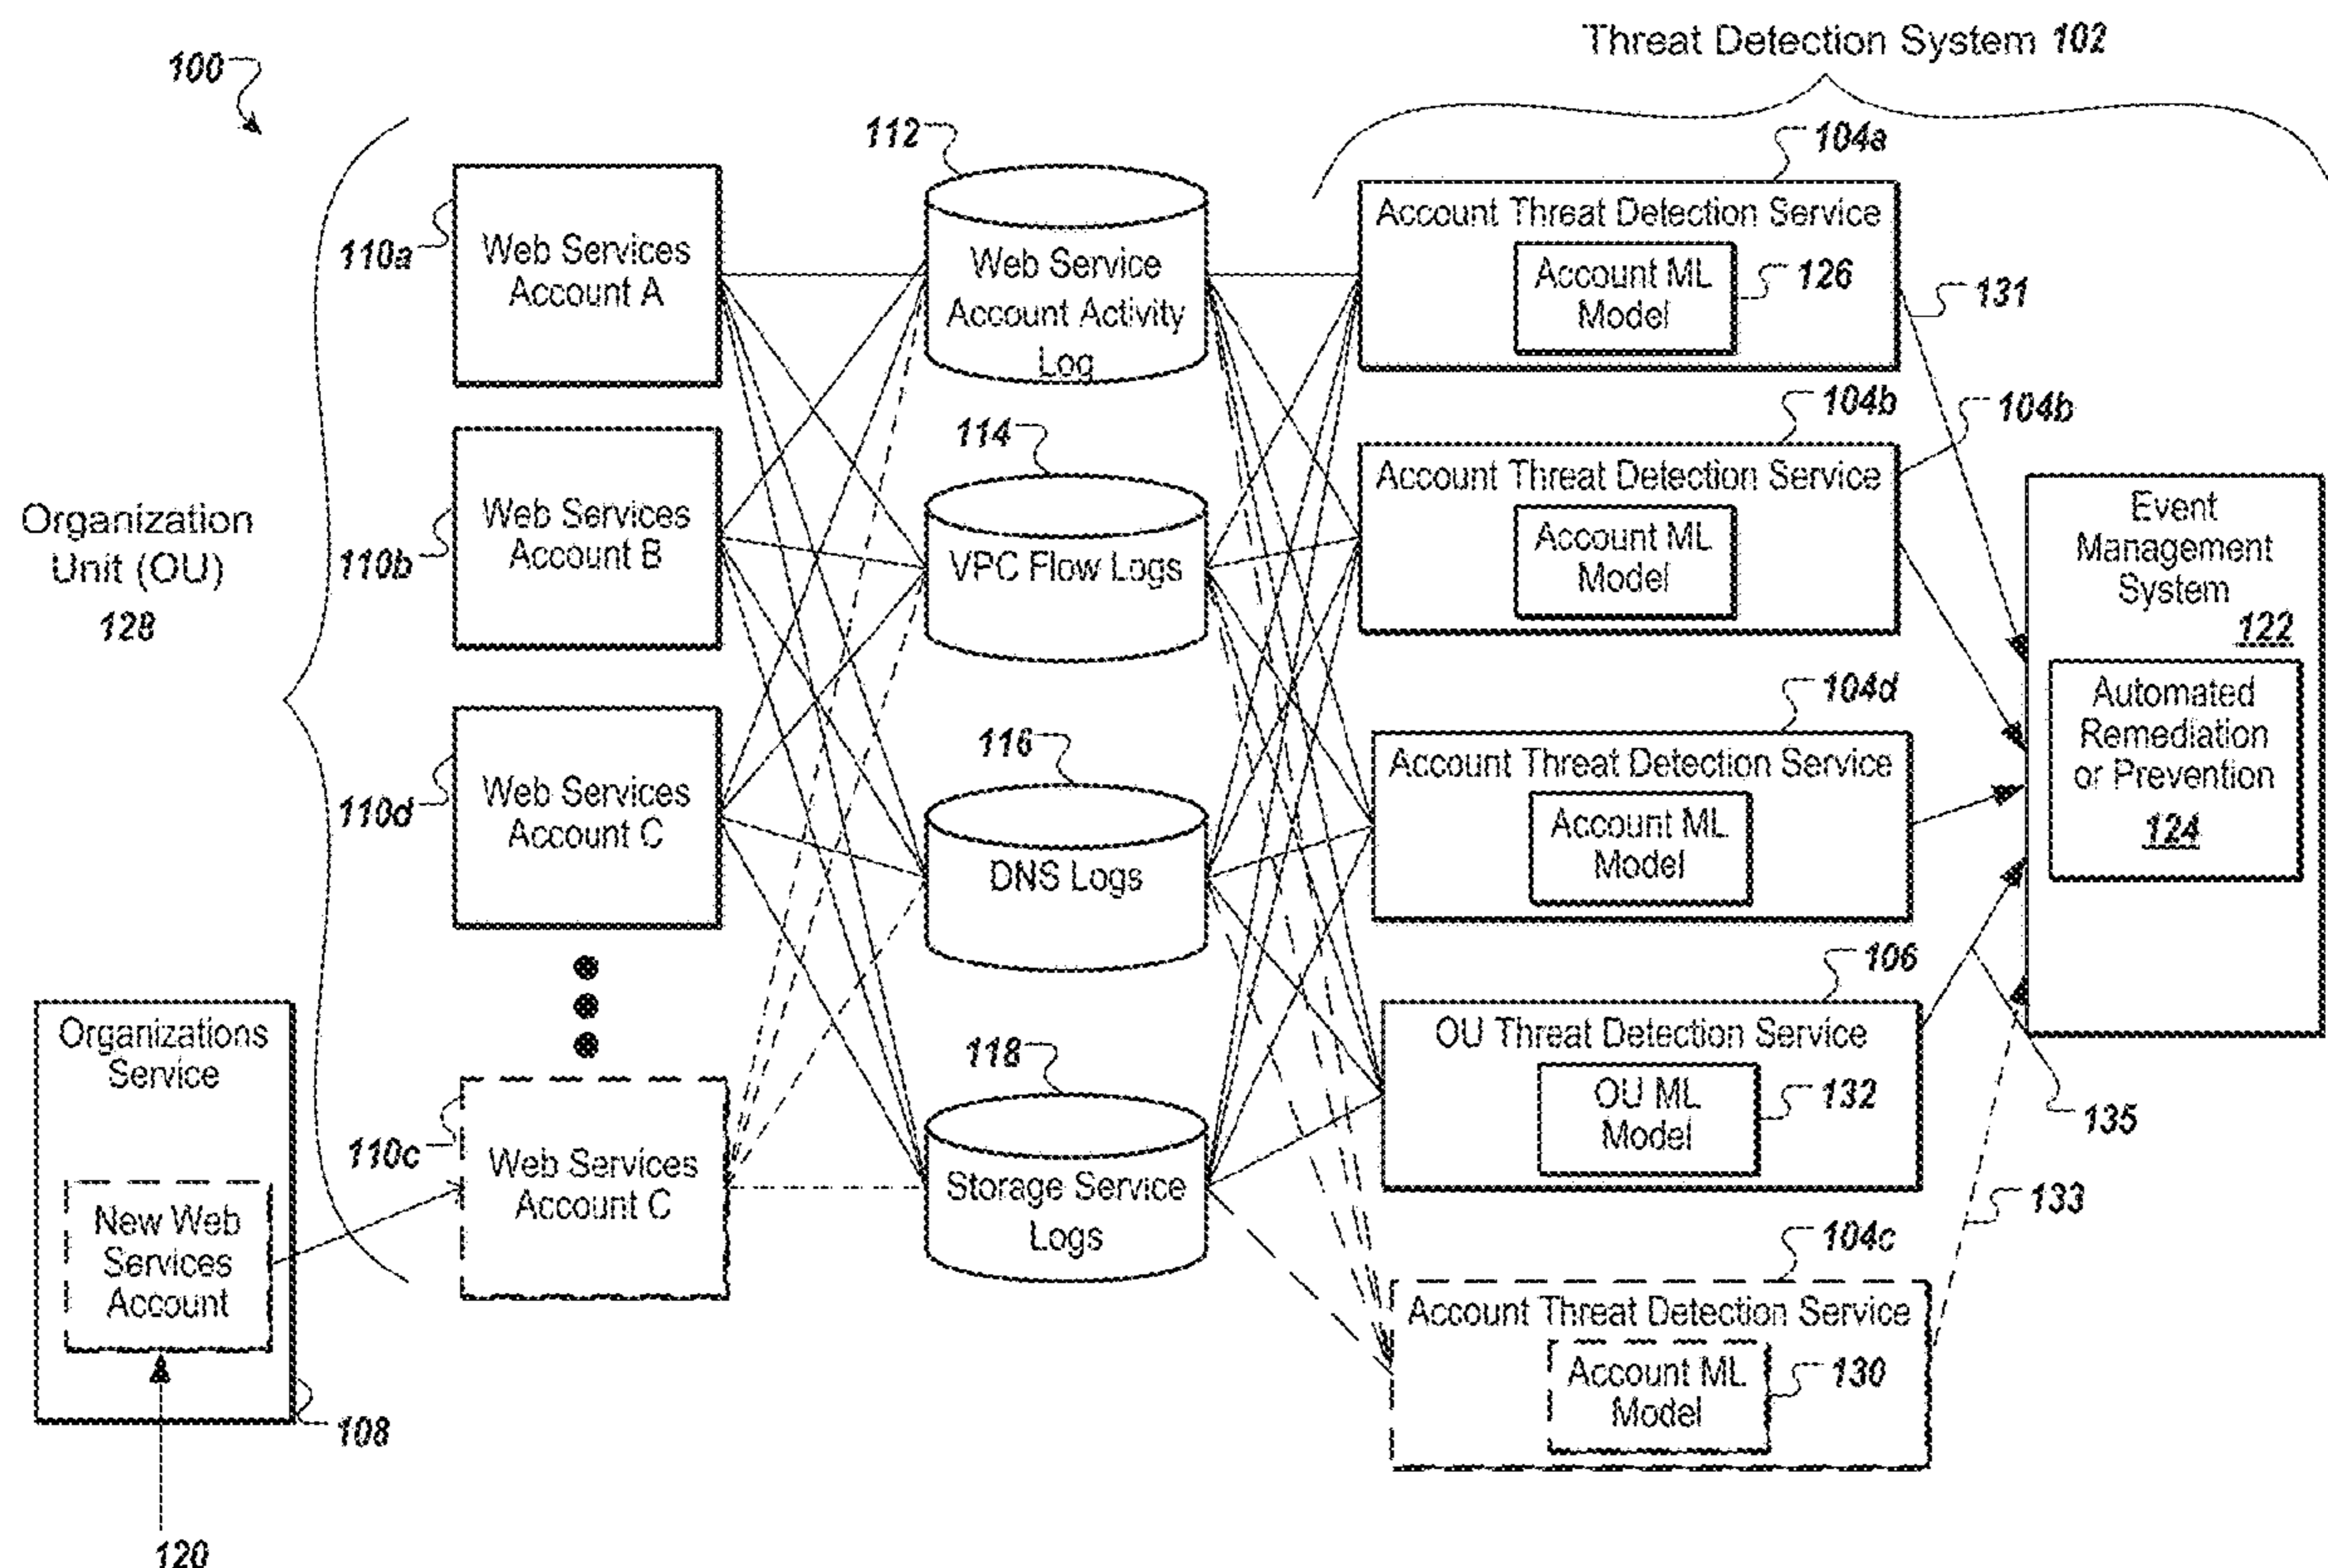 Threat Detection System 102
100
112
104a
Web Services
Account A
110a
Web Service
Account Activity
Log
Account Threat Detection Service
Account ML
Model
126
131
104b
104b
114
Organization
Unit (OU)
128
Web Services
Account B
110b
VPC Flow Logs
Account Threat Detection Service
Account ML
Model
Event
Management
System
122
Automated
Remediation
or Prevention
124
104d
116
Web Services
Account C
110d
DNS Logs
Account Threat Detection Service
Account ML
Model
106
Organizations
Service
118
OU Threat Detection Service
OU ML
Model
132
135
110c
Web Services
Account C
Storage Service
Logs
133
New Web
Services
Account
104c
Account Threat Detection Service
Account ML
Model
130
108
120